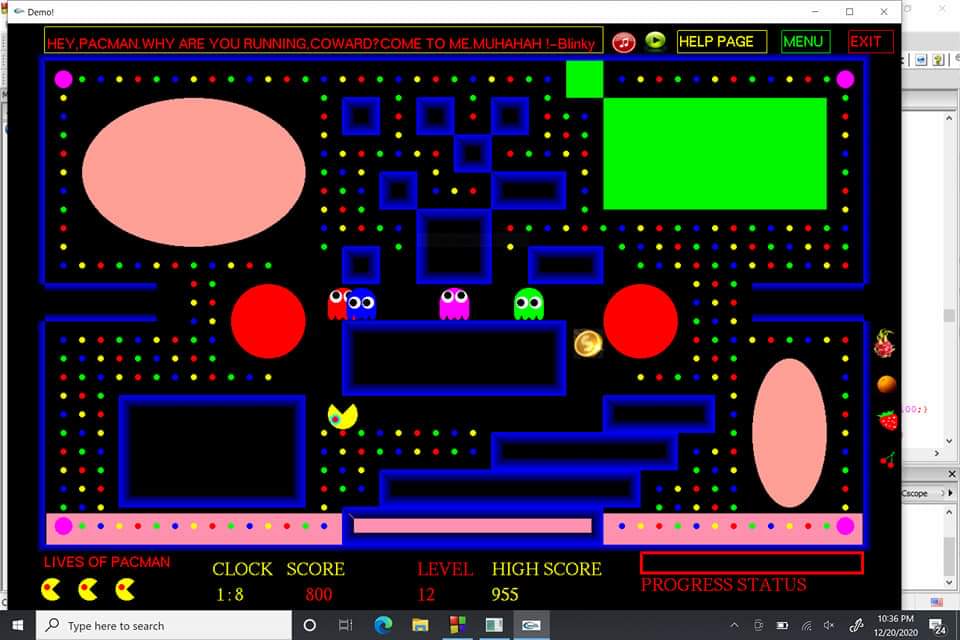 Demo!
HEY,PACMAN.WHY ARE YOU RUNNING,COWARD?COME TO ME.MUHAHAH !-Blinky
HELP PAGE
MENU
EXIT
00;)
Cscope
LIVES OF PACMAN
CLOCK SCORE LEVEL HIGH SCORE
1:8 800 12 955
PROGRESS STATUS
Type here to search
10:36 PM
12/20/2020
24